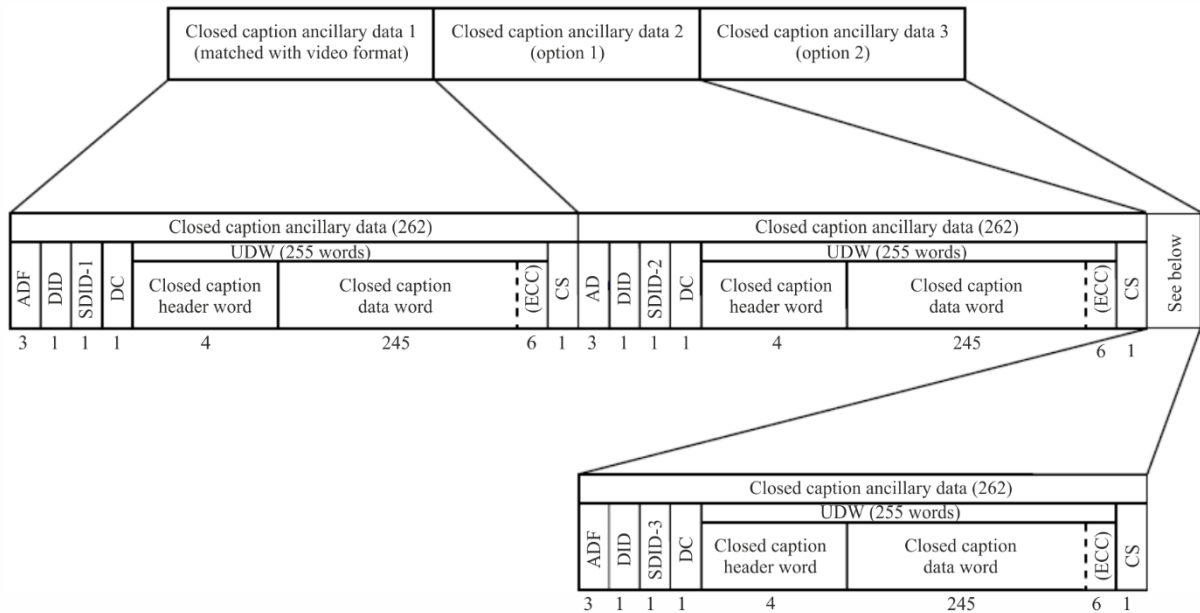 Closed caption ancillary data 1
(matched with video format)
Closed caption ancillary data 2
(option 1)
Closed caption ancillary data 3
(option 2)
Closed caption ancillary data (262)
Closed caption ancillary data (262)
UDW (255 words)
UDW (255 words)
ADF
DID
SDID-1
DC
Closed caption
header word
Closed caption
data word
(ECC)
CS
AD
DID
SDID-2
DC
Closed caption
header word
Closed caption
data word
(ECC)
CS
See below
3 1 1 1 4 245 6 1 3 1 1 1 4 245 6 1
Closed caption ancillary data (262)
UDW (255 words)
ADF
DID
SDID-3
DC
Closed caption
header word
Closed caption
data word
(ECC)
CS
3 1 1 1 4 245 6 1